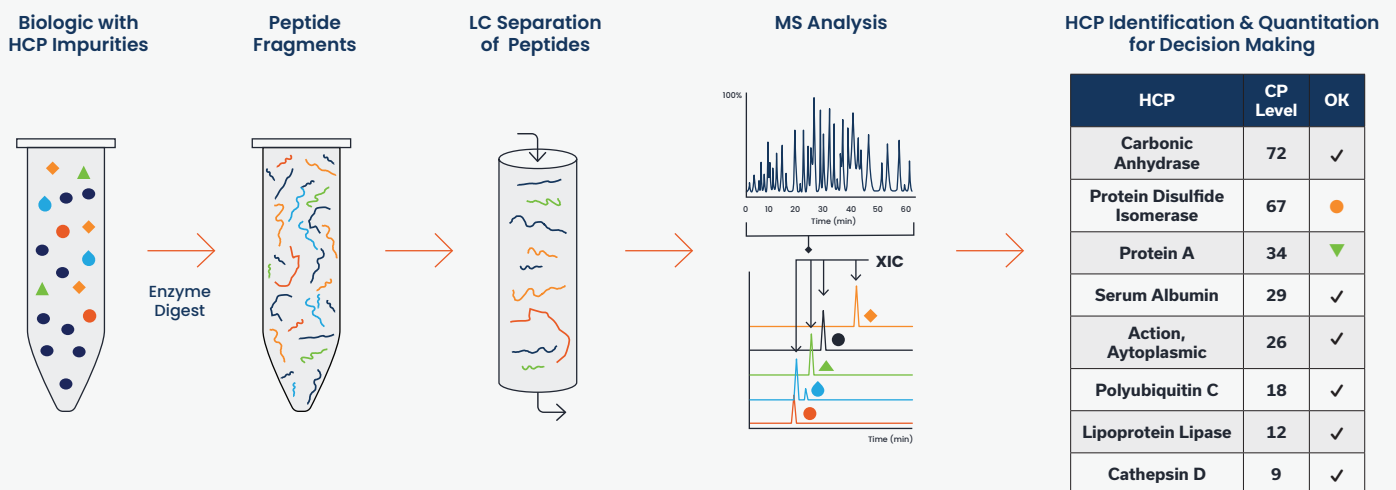 Biologic with
HCP Impurities
Peptide
Fragments
LC Separation
of Peptides
MS Analysis
HCP Identification & Quantitation
for Decision Making
Enzyme
Digest
100%
0 10 20 30 40 50 60
Time (min)
XIC
Time (min)
HCP
CP
Level
OK
Carbonic
Anhydrase
72
✓
Protein Disulfide
Isomerase
67
Protein A
34
Serum Albumin
29
✓
Action,
Aytoplasmic
26
✓
Polyubiquitin C
18
✓
Lipoprotein Lipase
12
✓
Cathepsin D
9
✓